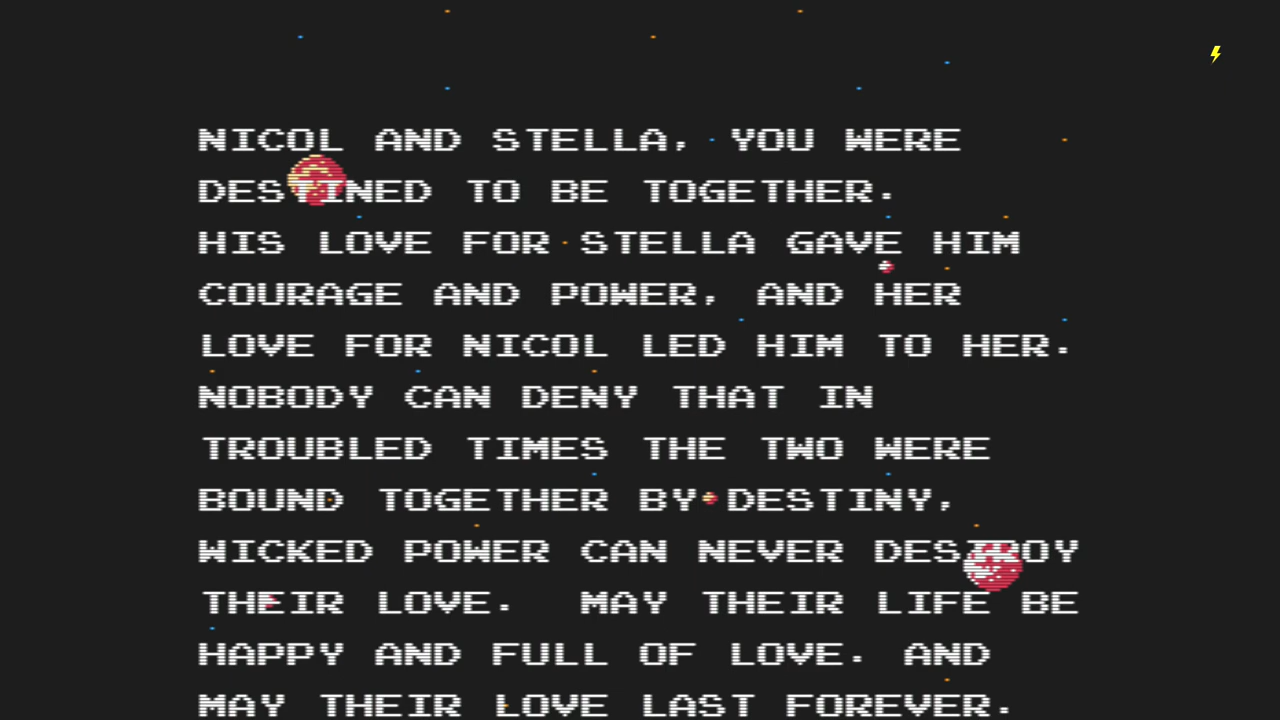 NICOL AND STELLA, YOU WERE
DESTINED TO BE TOGETHER.
HIS LOVE FOR STELLA GAVE HIM
COURAGE AND POWER, AND HER
LOVE FOR NICOL LED HIM TO HER.
NOBODY CAN DENY THAT IN
TROUBLED TIMES THE TWO WERE
BOUND TOGETHER BY DESTINY,
WICKED POWER CAN NEVER DESTROY
THEIR LOVE. MAY THEIR LIFE BE
HAPPY AND FULL OF LOVE. AND
MAY THEIR LOVE LAST FOREVER.